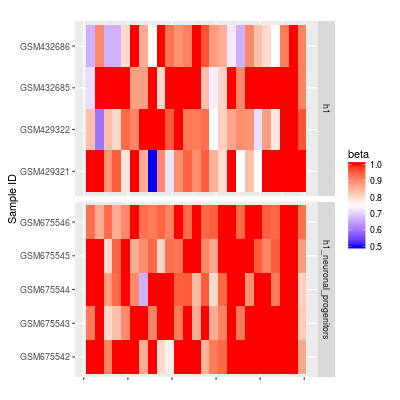 GSM432686
GSM432685
GSM429322
GSM429321
h1
GSM675546
GSM675545
GSM675544
GSM675543
GSM675542
h1_neuronal_progenitors
Sample ID
beta
1.0
0.9
0.8
0.7
0.6
0.5